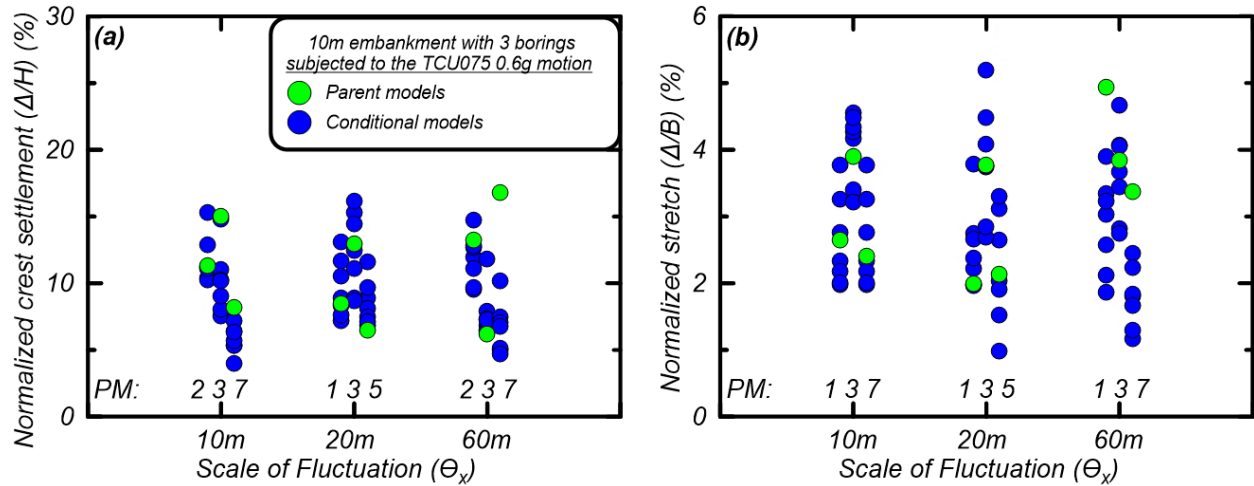 (a)
Normalized crest settlement (Δ/H) (%)
30
20
10
0
10m embankment with 3 borings
subjected to the TCU075 0.6g motion
Parent models
Conditional models
PM: 2 3 7 1 3 5 2 3 7
10m 20m 60m
Scale of Fluctuation (Θx)
(b)
Normalized stretch (Δ/B) (%)
6
4
2
0
PM: 1 3 7 1 3 5 1 3 7
10m 20m 60m
Scale of Fluctuation (Θx)